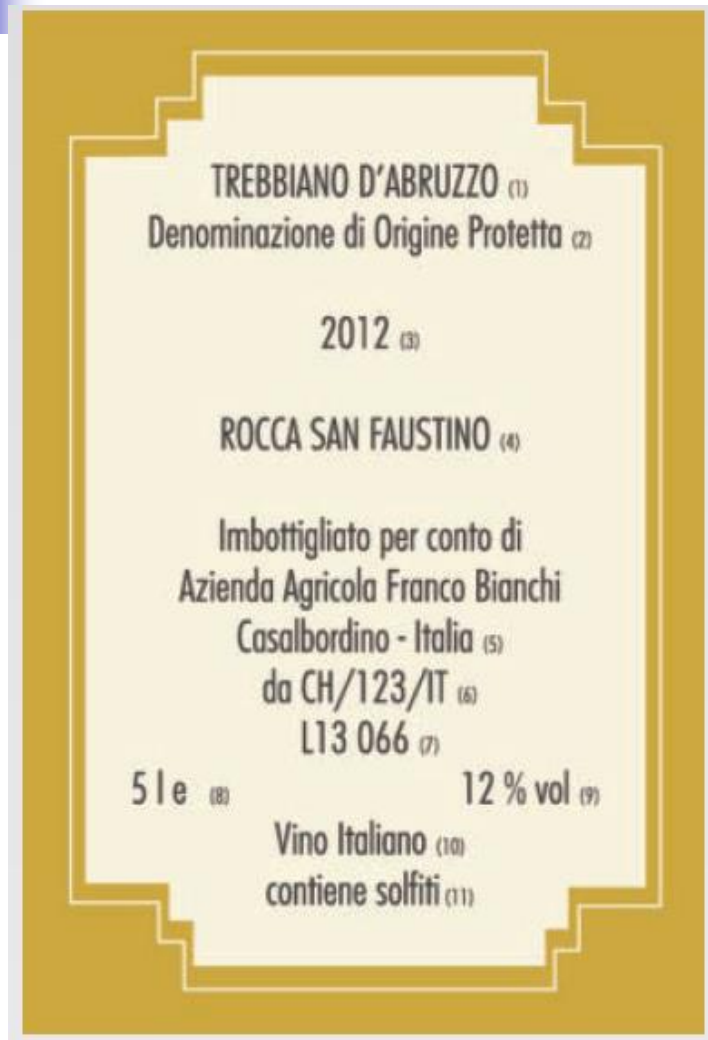 TREBBIANO D'ABRUZZO (1)
Denominazione di Origine Protetta (2)
2012 (3)
ROCCA SAN FAUSTINO (4)
Imbottigliato per conto di
Azienda Agricola Franco Bianchi
Casalbordino - Italia (5)
da CH/123/IT (6)
L13 066 (7)
5 l e (8) 12 % vol (9)
Vino Italiano (10)
contiene solfiti (11)